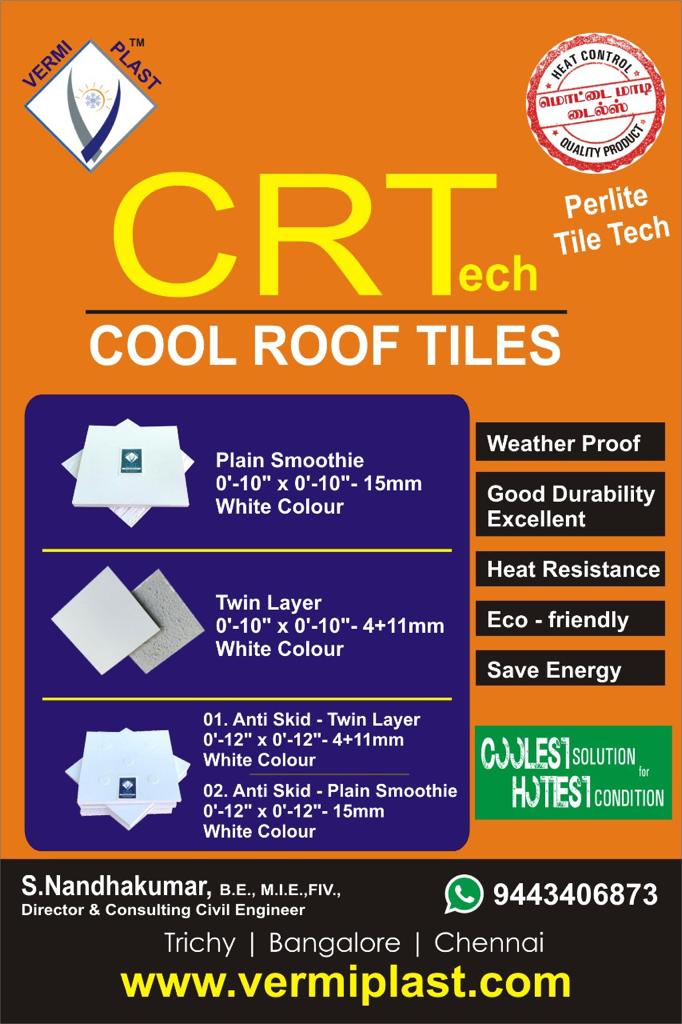 VERMI PLAST TM
HEAT CONTROL
மொட்டை மாடி
டைல்ஸ்
QUALITY PRODUCT
Perlite
Tile Tech
CRTech
COOL ROOF TILES
Plain Smoothie
0'-10" x 0'-10"- 15mm
White Colour
Twin Layer
0'-10" x 0'-10"- 4+11mm
White Colour
01. Anti Skid - Twin Layer
0'-12" x 0'-12"- 4+11mm
White Colour
02. Anti Skid - Plain Smoothie
0'-12" x 0'-12"- 15mm
White Colour
Weather Proof
Good Durability
Excellent
Heat Resistance
Eco - friendly
Save Energy
COOLEST SOLUTION
for
HOTTEST CONDITION
S.Nandhakumar, B.E., M.I.E.,FIV.,
Director & Consulting Civil Engineer
9443406873
Trichy | Bangalore | Chennai
www.vermiplast.com